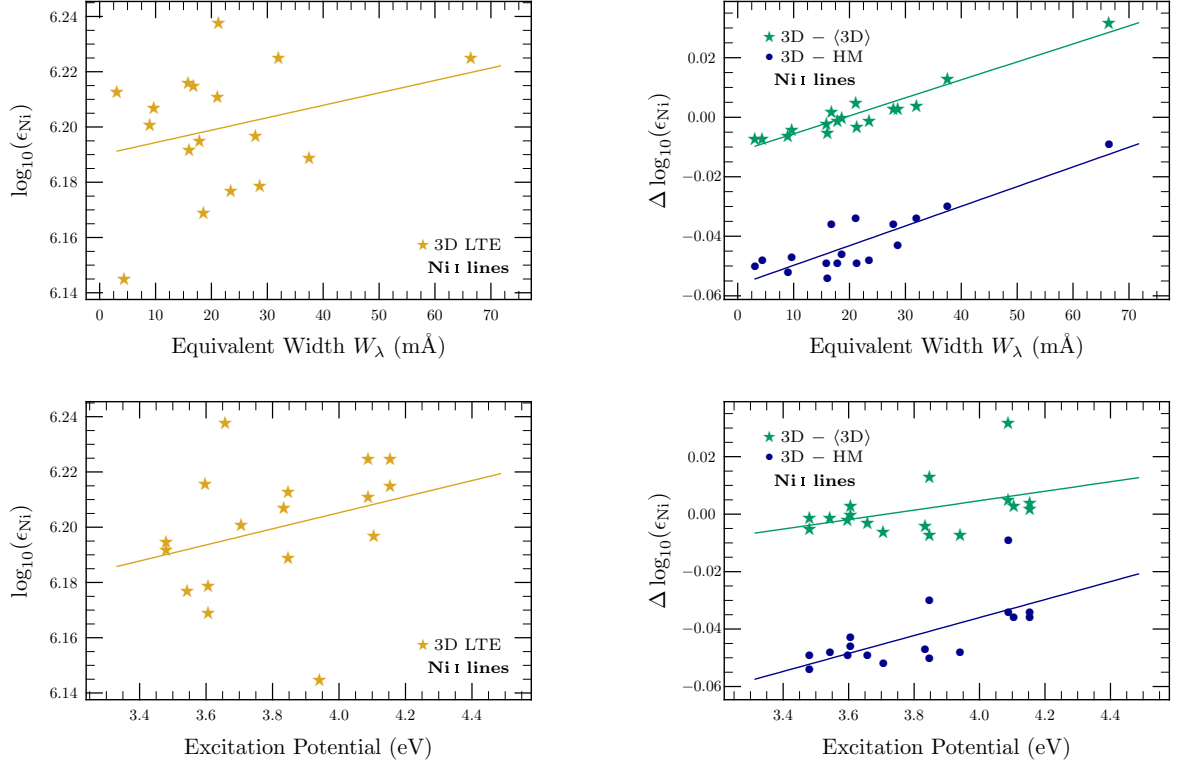 6.24
6.22
6.20
6.18
6.16
6.14
log₁₀(ϵNi)
★ 3D LTE
Ni I lines
0 10 20 30 40 50 60 70
Equivalent Width Wλ (mÅ)
0.02
0.00
−0.02
−0.04
−0.06
Δ log₁₀(ϵNi)
★ 3D − ⟨3D⟩
● 3D − HM
Ni I lines
0 10 20 30 40 50 60 70
Equivalent Width Wλ (mÅ)
6.24
6.22
6.20
6.18
6.16
6.14
log₁₀(ϵNi)
★ 3D LTE
Ni I lines
3.4 3.6 3.8 4.0 4.2 4.4
Excitation Potential (eV)
0.02
0.00
−0.02
−0.04
−0.06
Δ log₁₀(ϵNi)
★ 3D − ⟨3D⟩
● 3D − HM
Ni I lines
3.4 3.6 3.8 4.0 4.2 4.4
Excitation Potential (eV)